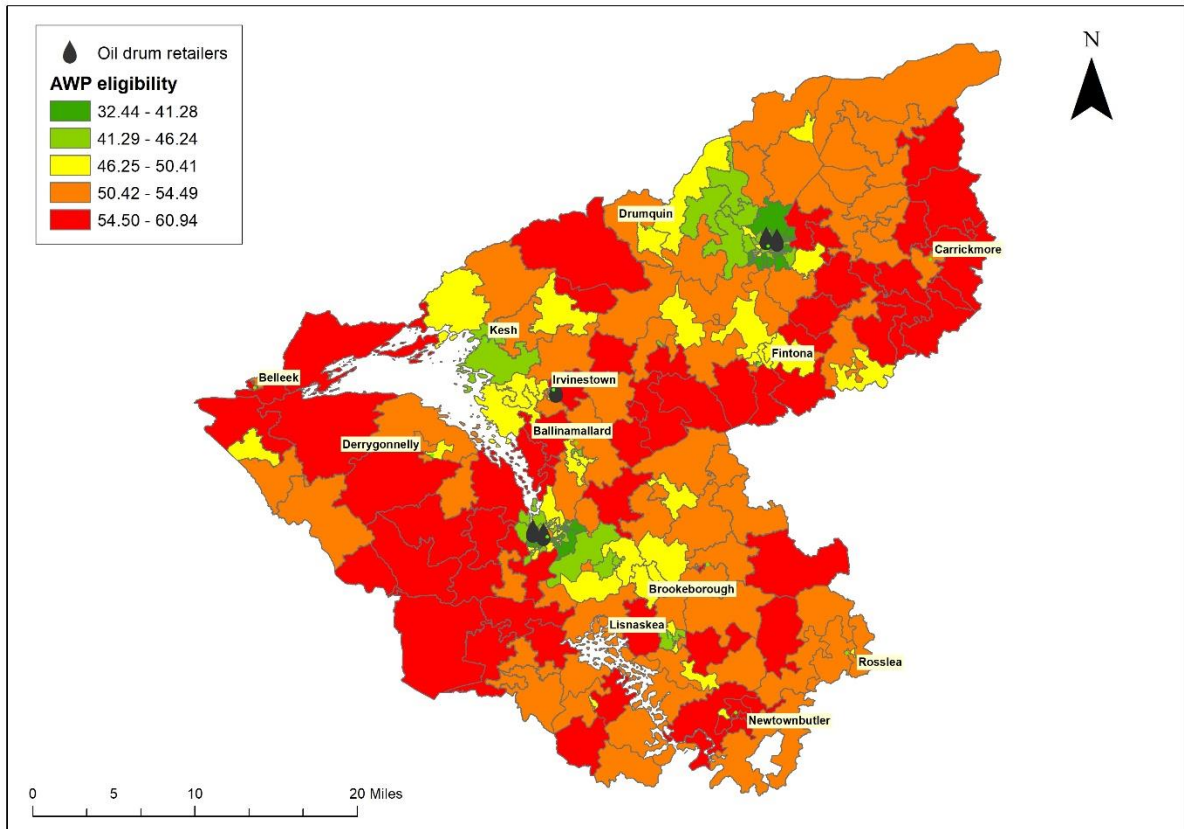 Oil drum retailers
AWP eligibility
32.44 - 41.28
41.29 - 46.24
46.25 - 50.41
50.42 - 54.49
54.50 - 60.94
N
Drumquin
Carrickmore
Kesh
Fintona
Belleek
Irvinestown
Ballinamallard
Derrygonnelly
Brookeborough
Lisnaskea
Rosslea
Newtownbutler
0 5 10 20 Miles